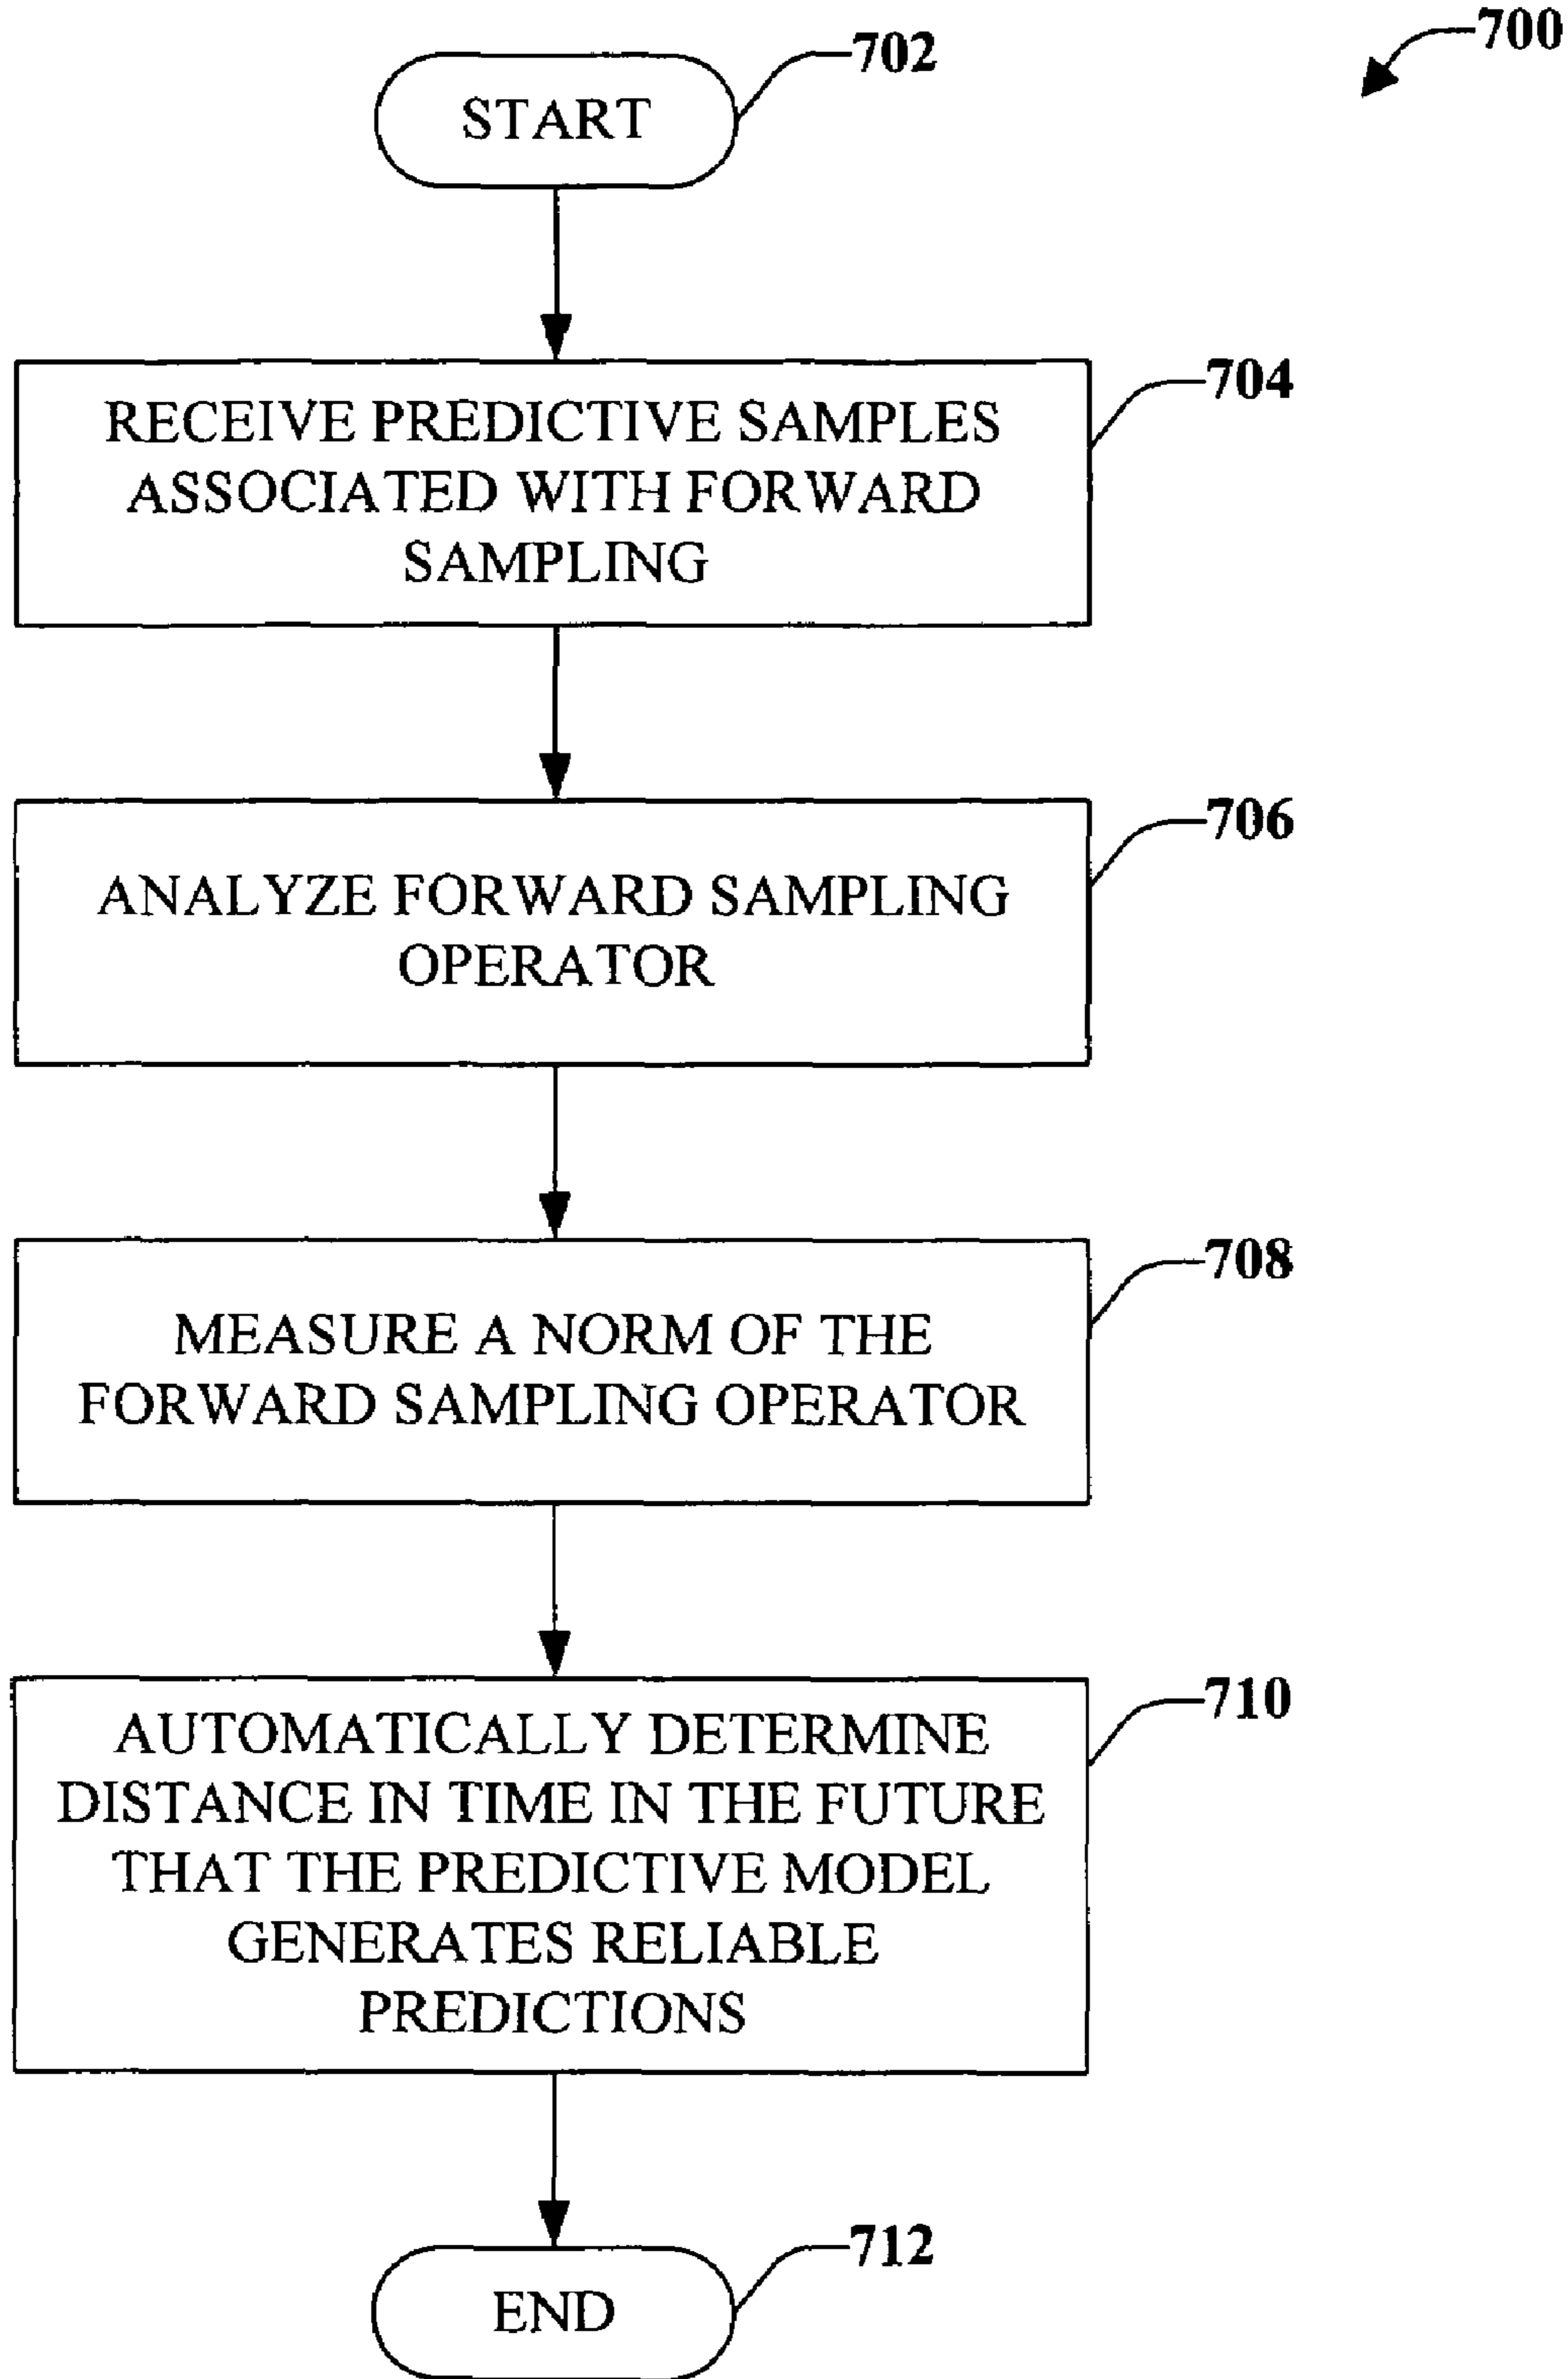 700
702
START
704
RECEIVE PREDICTIVE SAMPLES
ASSOCIATED WITH FORWARD
SAMPLING
706
ANALYZE FORWARD SAMPLING
OPERATOR
708
MEASURE A NORM OF THE
FORWARD SAMPLING OPERATOR
710
AUTOMATICALLY DETERMINE
DISTANCE IN TIME IN THE FUTURE
THAT THE PREDICTIVE MODEL
GENERATES RELIABLE
PREDICTIONS
712
END